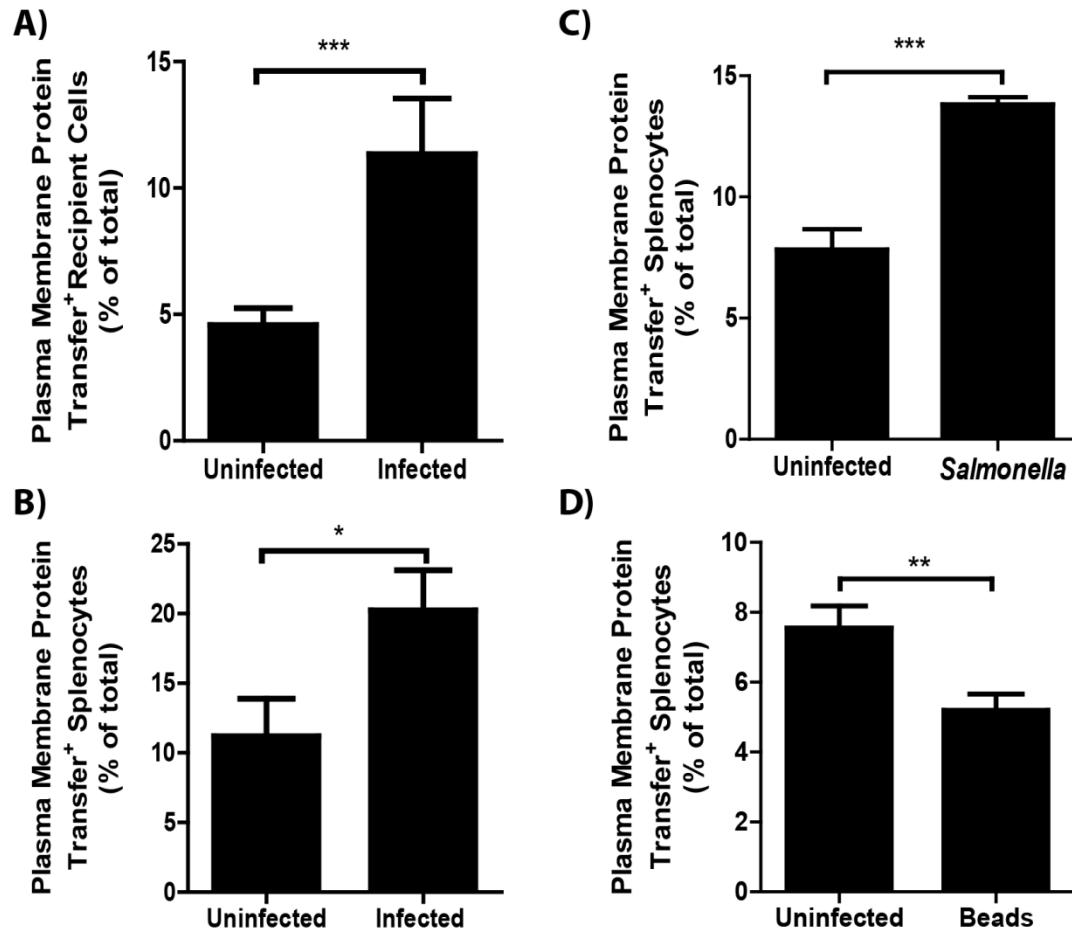 A)
Plasma Membrane Protein
Transfer+Recipient Cells
(% of total)
15
10
5
0
***
Uninfected
Infected
B)
Plasma Membrane Protein
Transfer+ Splenocytes
(% of total)
25
20
15
10
5
0
*
Uninfected
Infected
C)
Plasma Membrane Protein
Transfer+ Splenocytes
(% of total)
15
10
5
0
***
Uninfected
Salmonella
D)
Plasma Membrane Protein
Transfer+ Splenocytes
(% of total)
10
8
6
4
2
0
**
Uninfected
Beads